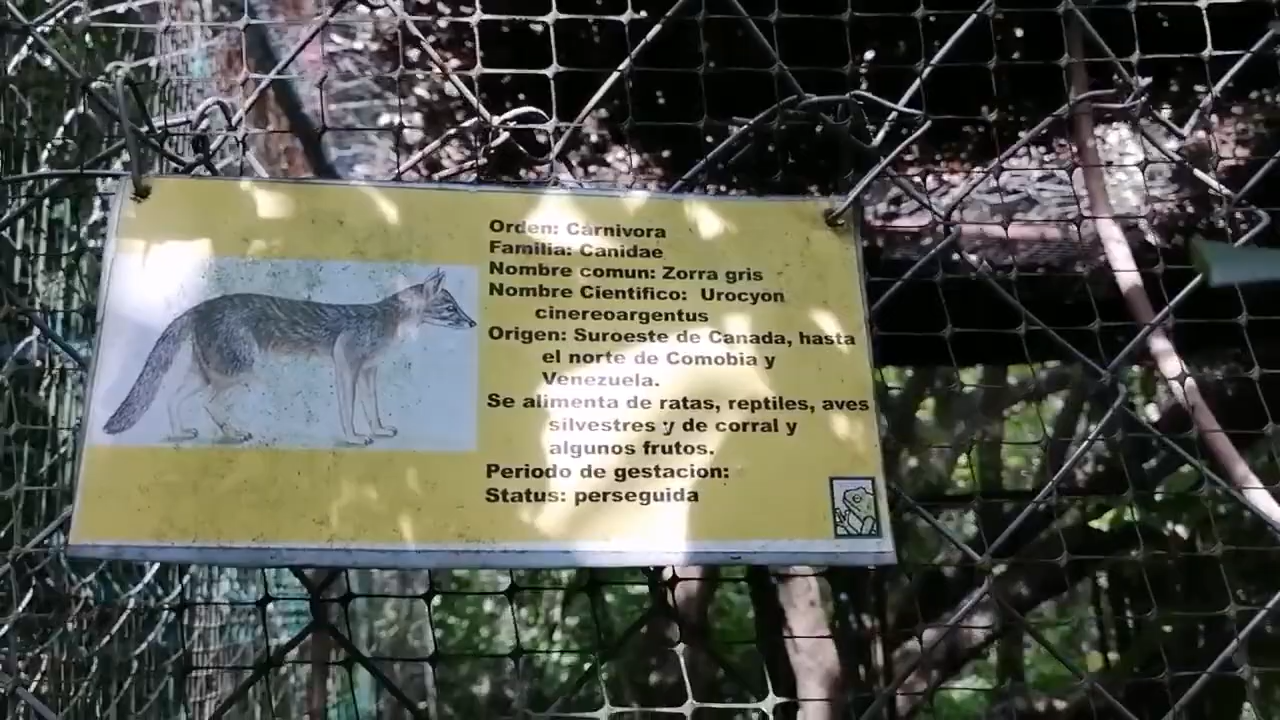 Orden: Carnivora
Familia: Canidae
Nombre comun: Zorra gris
Nombre Cientifico: Urocyon
cinereoargentus
Origen: Suroeste de Canada, hasta
el norte de Comobia y
Venezuela.
Se alimenta de ratas, reptiles, aves
silvestres y de corral y
algunos frutos.
Periodo de gestacion:
Status: perseguida